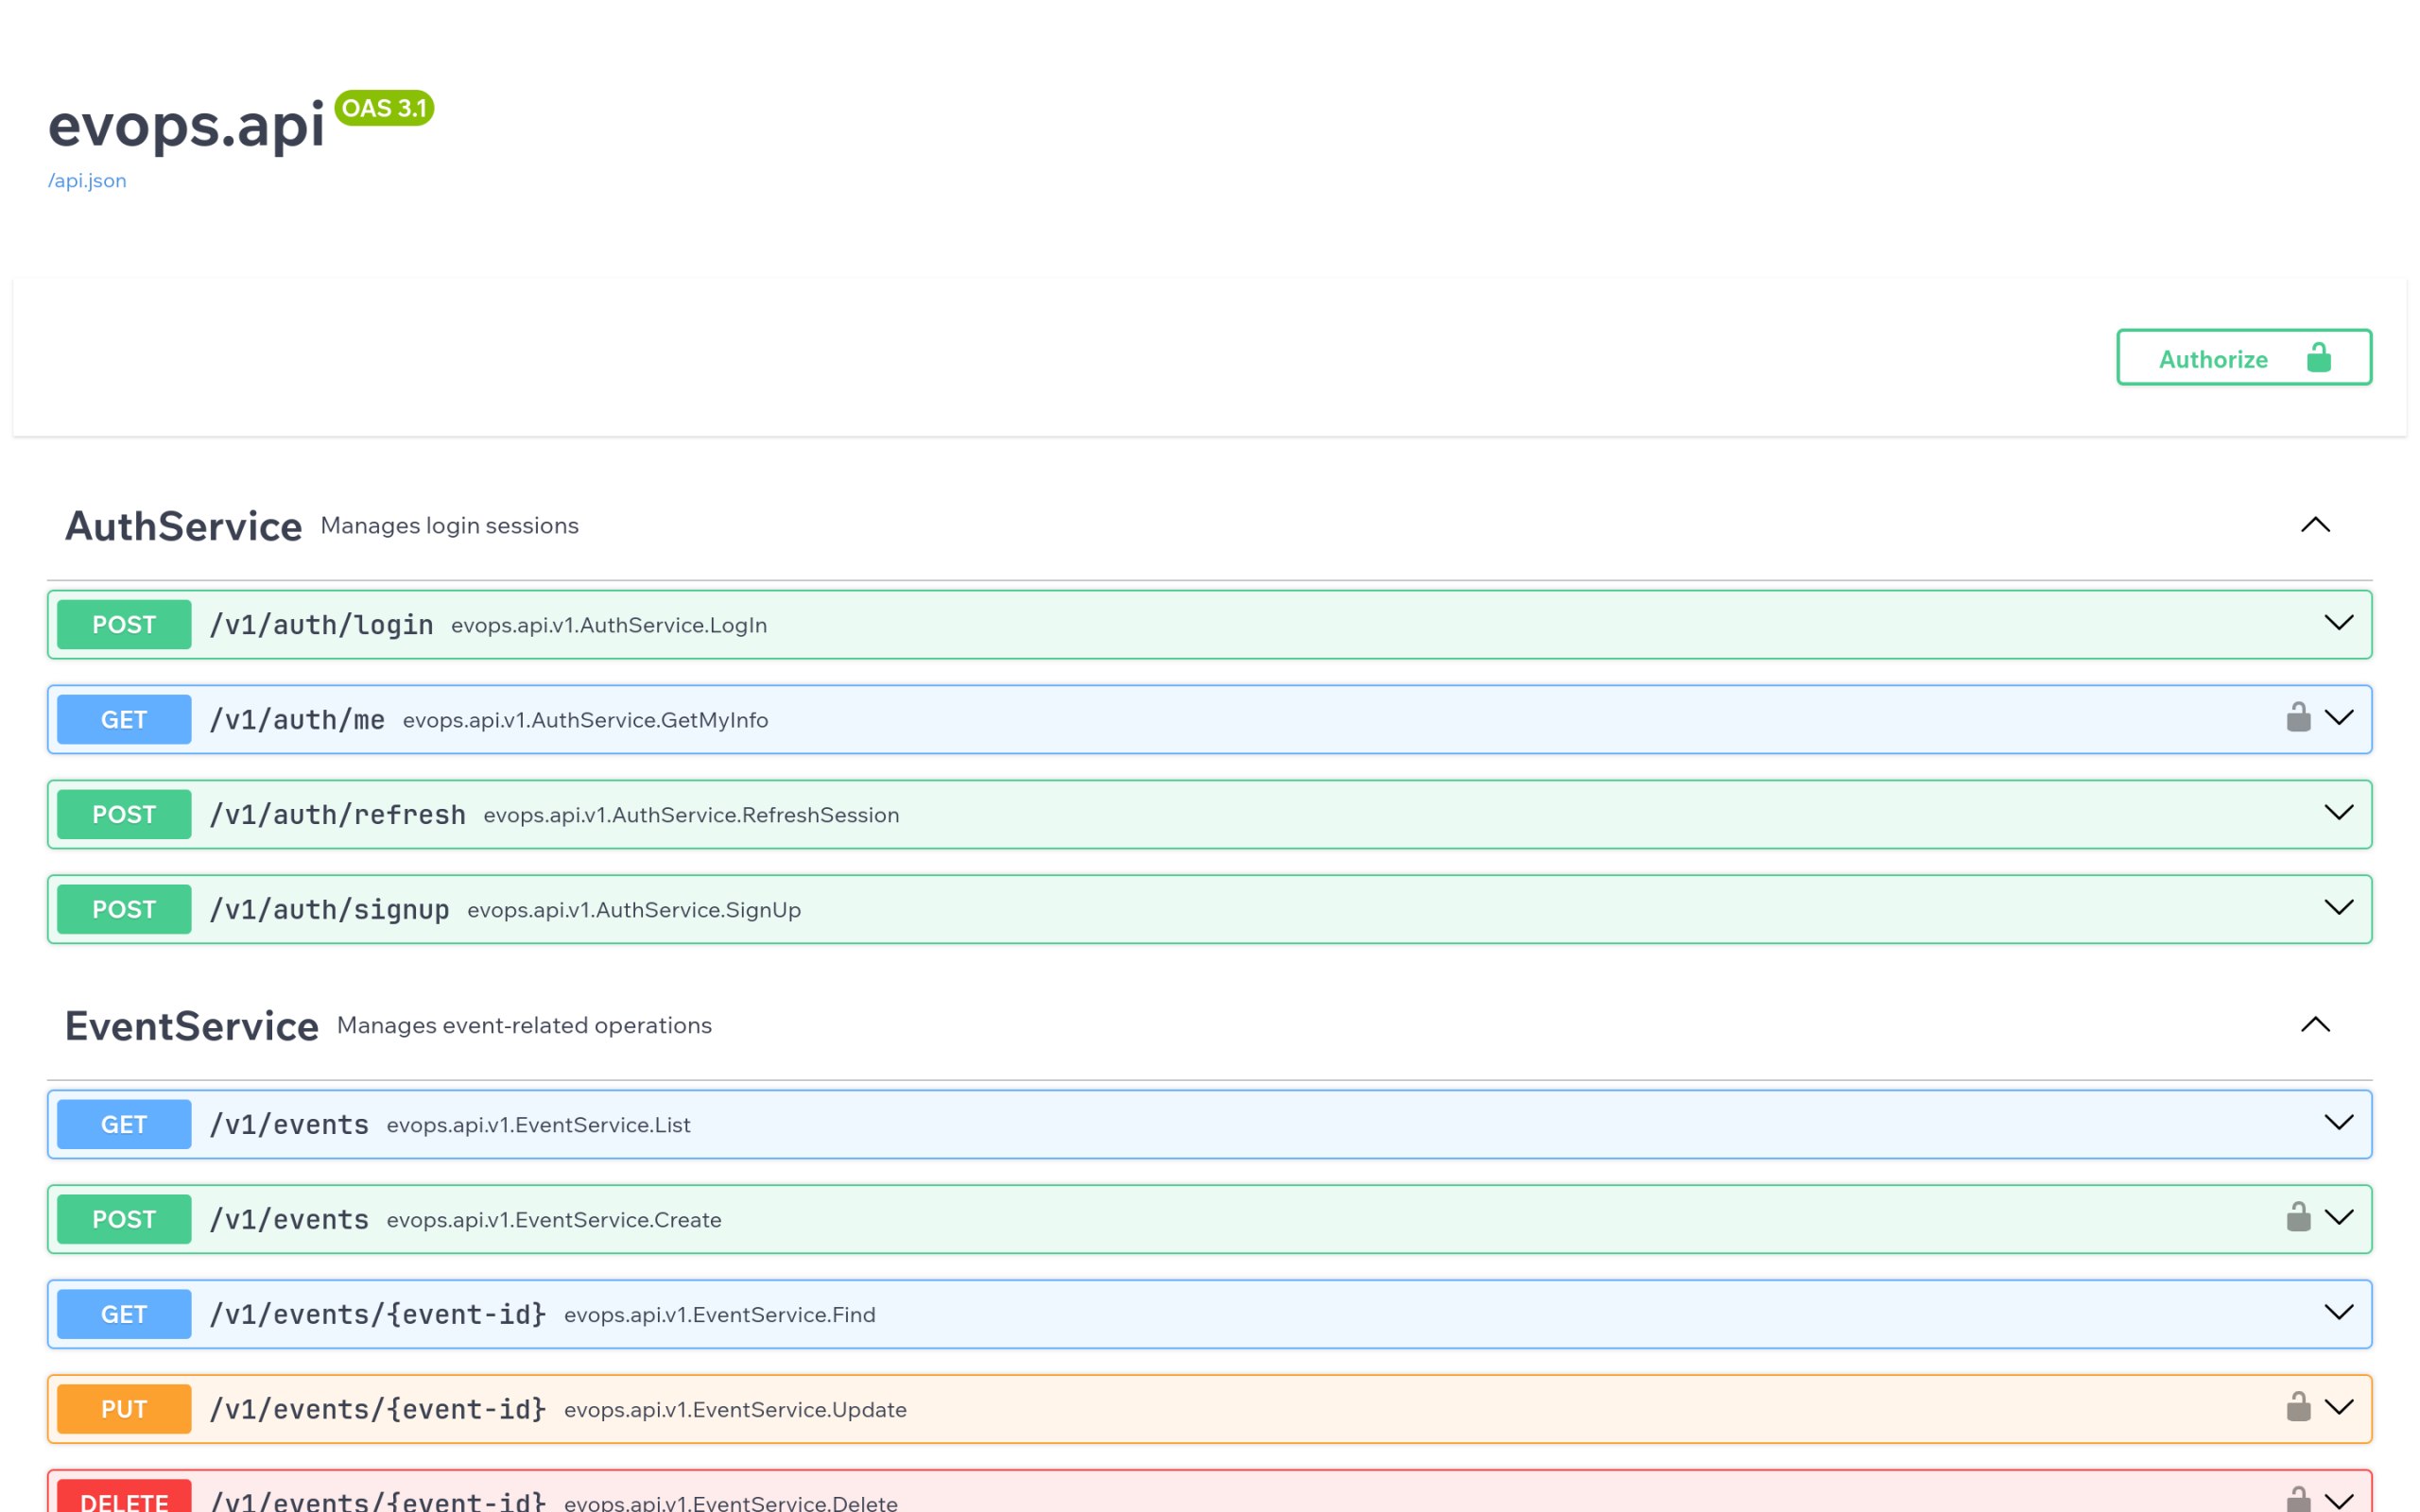 evops.api OAS 3.1
/api.json
Authorize
AuthService Manages login sessions
POST /v1/auth/login evops.api.v1.AuthService.LogIn
GET /v1/auth/me evops.api.v1.AuthService.GetMyInfo
POST /v1/auth/refresh evops.api.v1.AuthService.RefreshSession
POST /v1/auth/signup evops.api.v1.AuthService.SignUp
EventService Manages event-related operations
GET /v1/events evops.api.v1.EventService.List
POST /v1/events evops.api.v1.EventService.Create
GET /v1/events/{event-id} evops.api.v1.EventService.Find
PUT /v1/events/{event-id} evops.api.v1.EventService.Update
DELETE /v1/events/{event-id} evops.api.v1.EventService.Delete